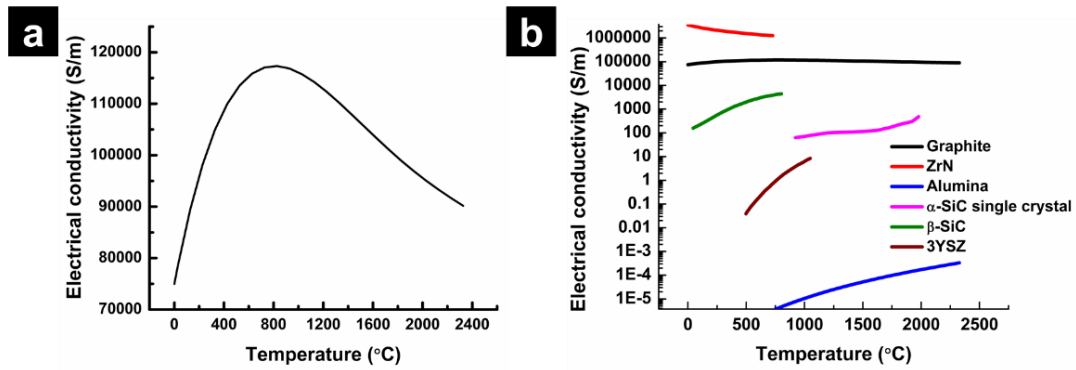 a
Electrical conductivity (S/m)
120000
110000
100000
90000
80000
70000
0 400 800 1200 1600 2000 2400
Temperature (°C)
b
Electrical conductivity (S/m)
1000000
100000
10000
1000
100
10
1
0.1
0.01
1E-3
1E-4
1E-5
0 500 1000 1500 2000 2500
Temperature (°C)
Graphite
ZrN
Alumina
α-SiC single crystal
β-SiC
3YSZ